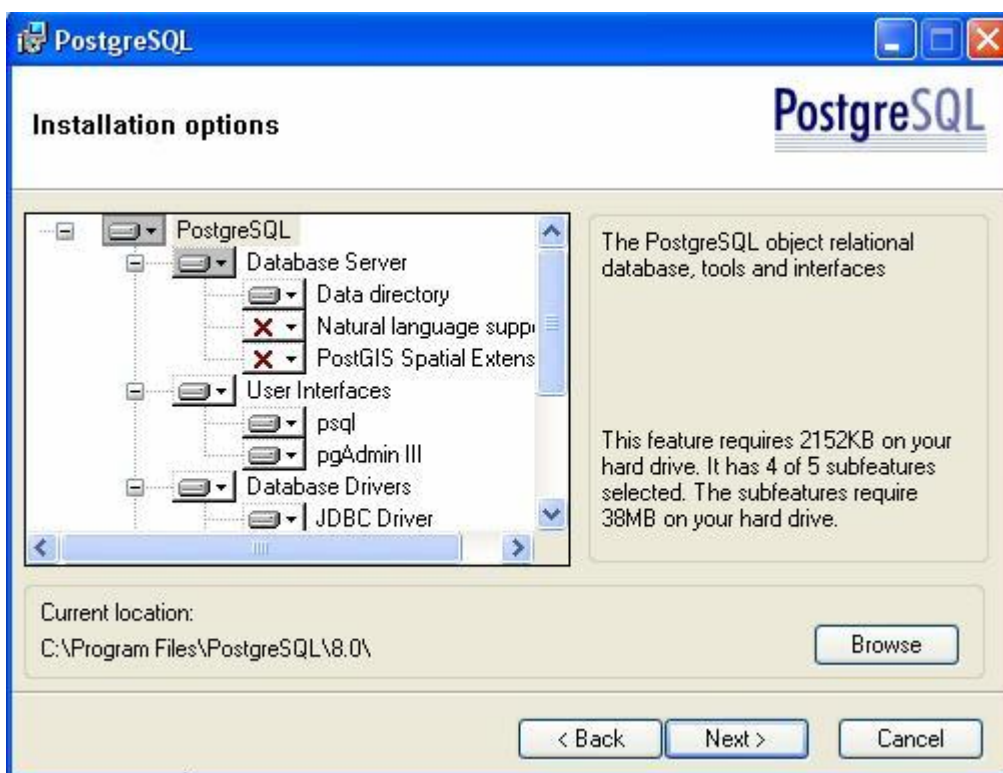 PostgreSQL
Installation options
PostgreSQL
PostgreSQL
Database Server
Data directory
Natural language suppo
PostGIS Spatial Extens
User Interfaces
psql
pgAdmin III
Database Drivers
JDBC Driver
The PostgreSQL object relational
database, tools and interfaces
This feature requires 2152KB on your
hard drive. It has 4 of 5 subfeatures
selected. The subfeatures require
38MB on your hard drive.
Current location:
C:\Program Files\PostgreSQL\8.0\
Browse
< Back
Next >
Cancel